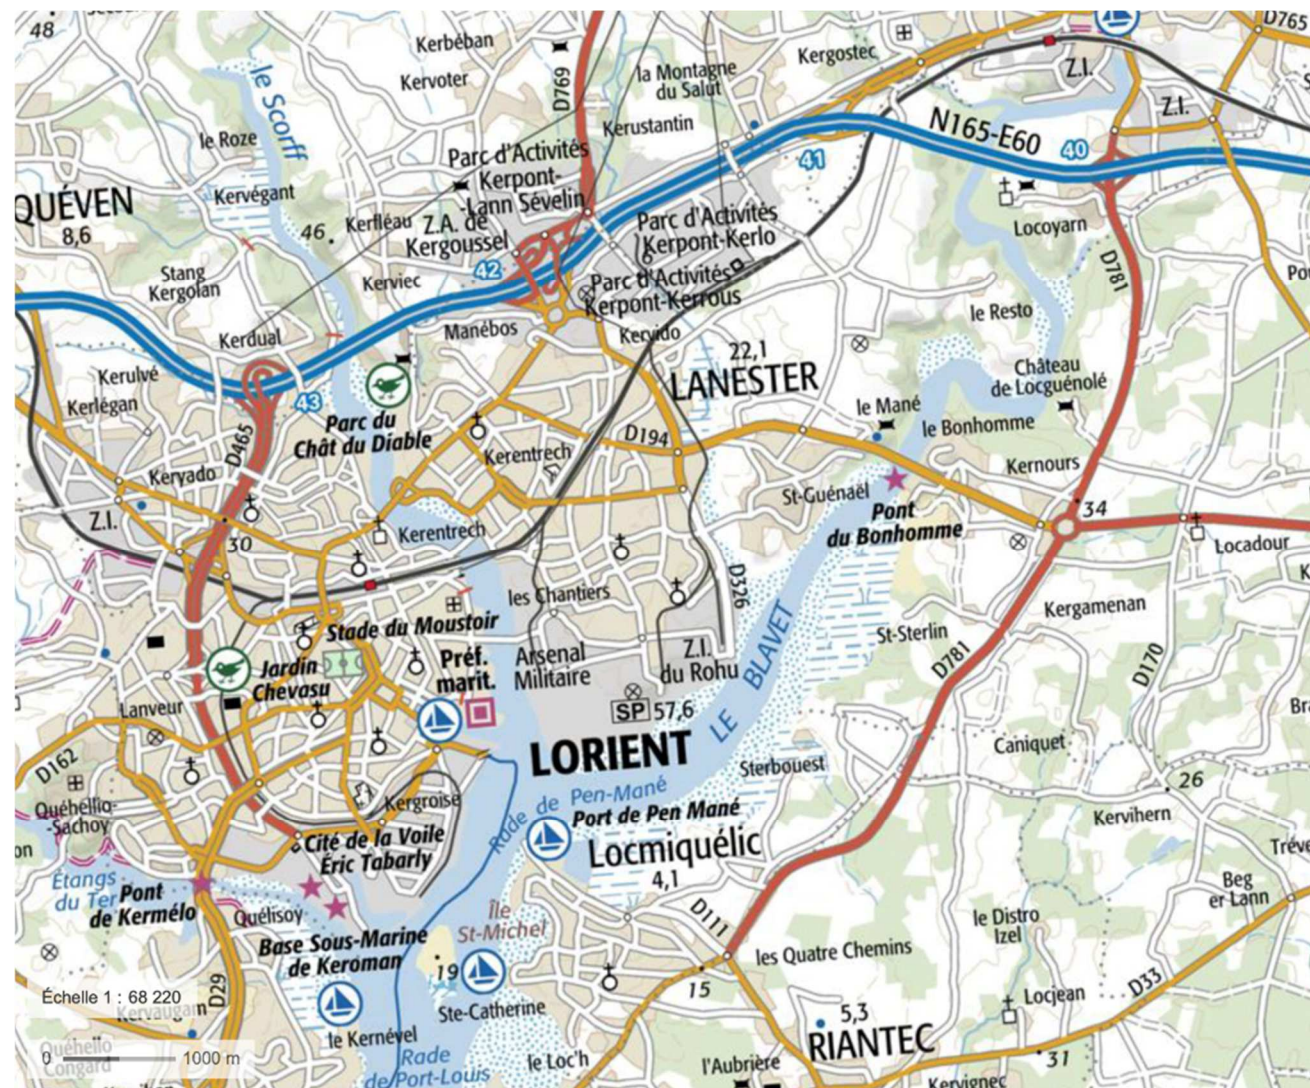 48
Kerbéban
Kervoter
D769
la Montagne
du Salut
Kergostec
D765
Z.I.
Z.I.
le Scorff
le Roze
Kerustantin
N165-E60
40
41
Parc d'Activités
Kerpont-
Lann Sévelin
Kervégant
QUÉVEN
8,6
46
Kerfléau
Z.A. de
Kergoussel
Parc d'Activités
Kerpont-Kerlo
Locoyarn
D781
Stang
Kergolan
Kerviec
42
Parc d'Activités
Kerpont-Kerrous
le Resto
Kerdual
Manébos
Kervido
22,1
LANESTER
Château
de Locguénolé
Kerulvé
Kerlégan
43
Parc du
Chât du Diable
le Mané
le Bonhomme
D465
D194
Kerentrech
Kernours
Keryado
St-Guénaël
Pont
du Bonhomme
34
Z.I.
30
Kerentrech
Locadour
les Chantiers
D326
Kergamenan
Stade du Moustoir
St-Sterlin
D781
D170
Jardin
Chevasu
Préf.
marit.
Arsenal
Militaire
Z.I.
du Rohu
LE BLAVET
Lanveur
SP 57,6
LORIENT
Caniquet
D162
Sterbouest
26
Rade de Pen-Mané
Port de Pen Mané
Quéhellio-
-Sachoy
Kergroise
Kervihern
Cité de la Voile
Éric Tabarly
Locmiquélic
4,1
Étangs
du Ter
Pont
de Kermélo
Quélisoy
Beg
er Lann
Île
St-Michel
D111
le Distro
Izel
Base Sous-Marine
de Keroman
les Quatre Chemins
19
15
D29
Échelle 1 : 68 220
Ste-Catherine
Locjean
D33
5,3
RIANTEC
le Kernével
0 1000 m
Quéhello
Congard
Rade
de Port-Louis
le Loc'h
l'Aubrière
31
Kervignec